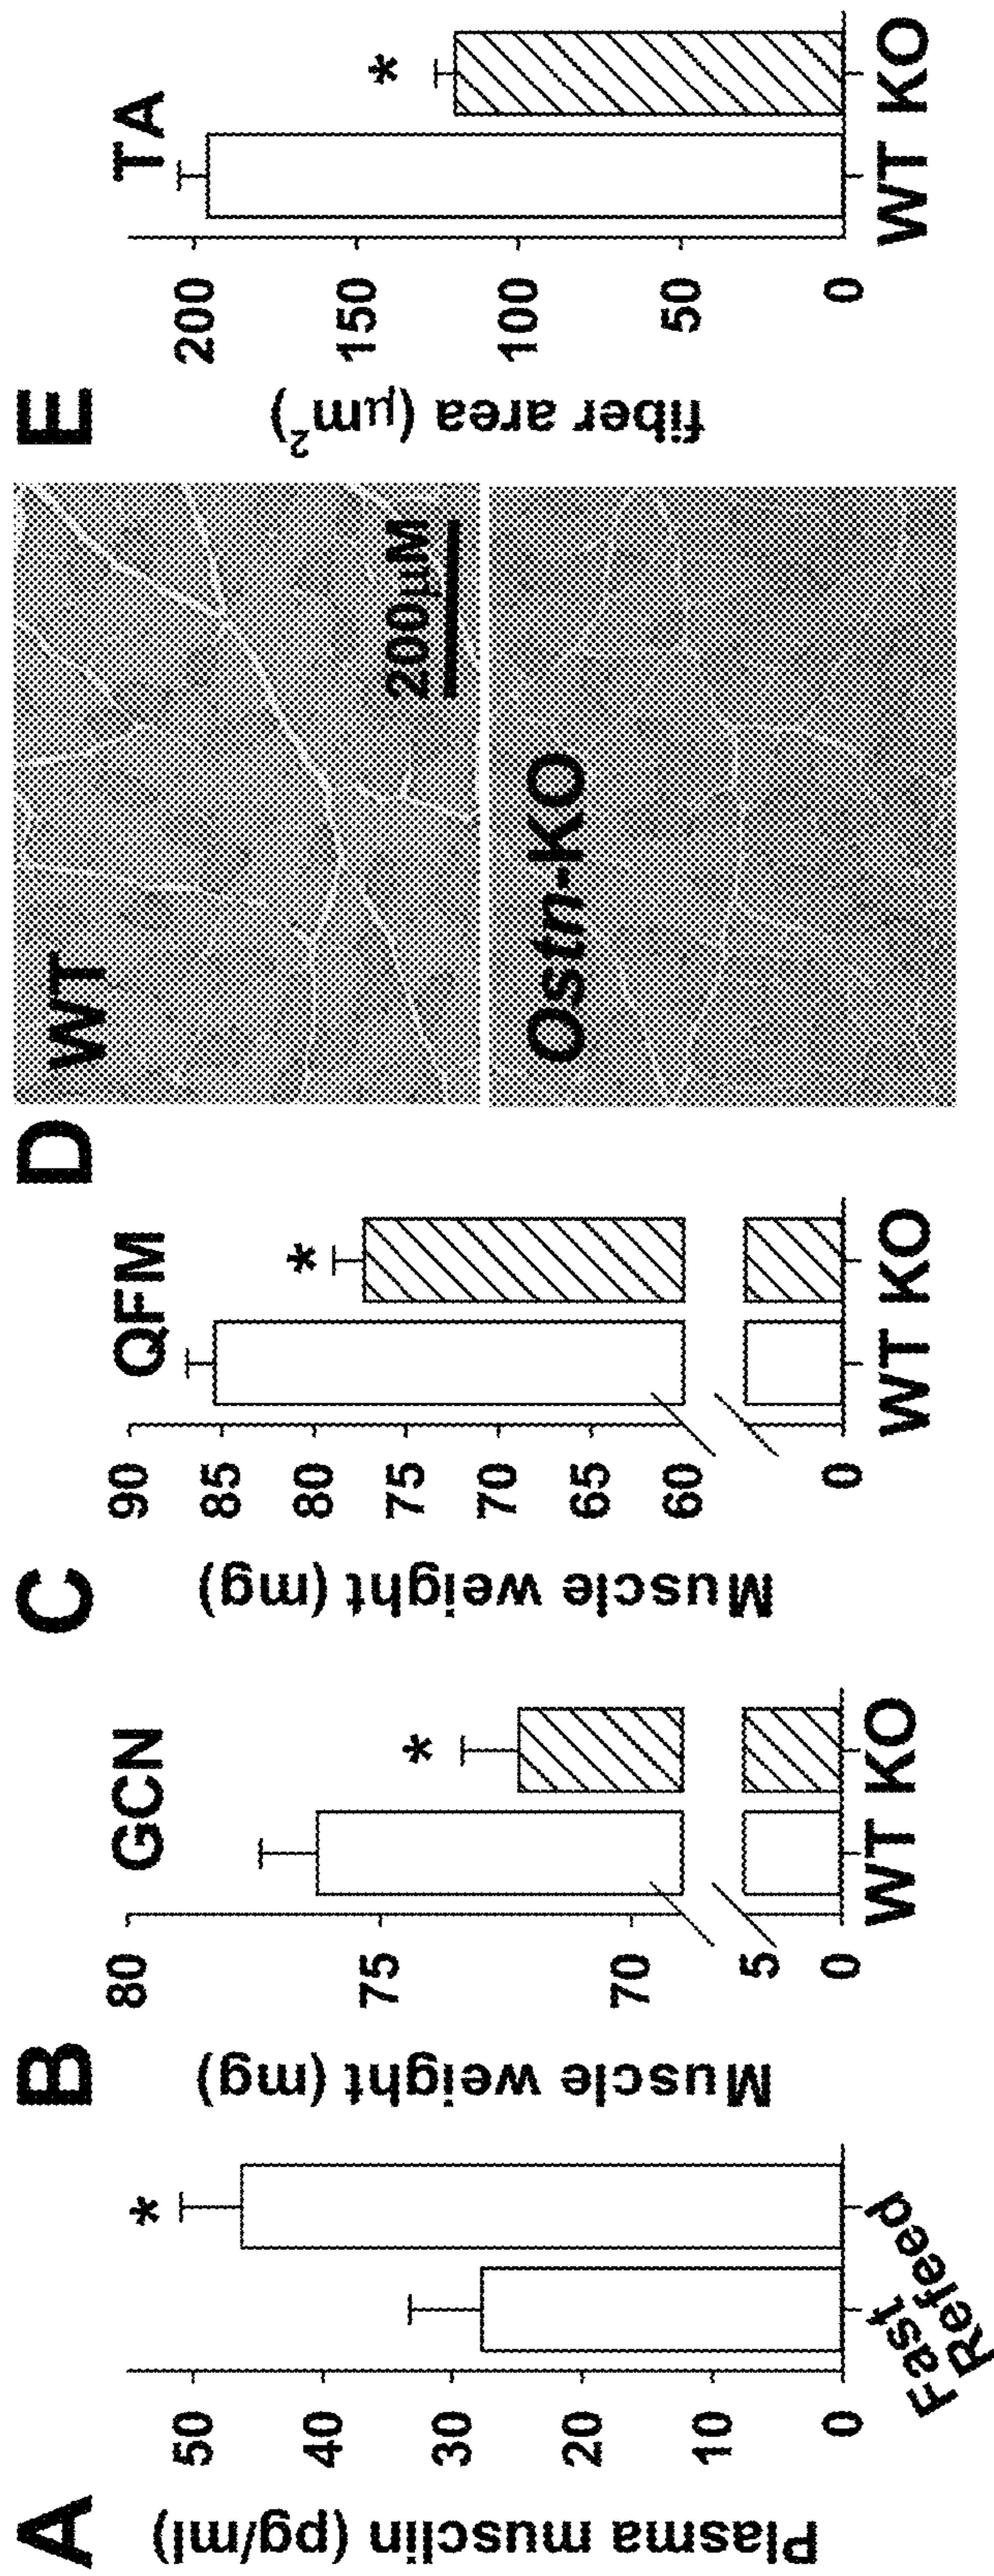 A
Plasma musclin (pg/ml)
50
40
30
20
10
0
Fast
Refeed
*
B
Muscle weight (mg)
GCN
80
75
70
5
0
*
WT KO
C
Muscle weight (mg)
QFM
90
85
80
75
70
65
60
0
*
WT KO
D
WT
200μM
Ostn-KO
E
fiber area (μm²)
TA
200
150
100
50
0
*
WT KO